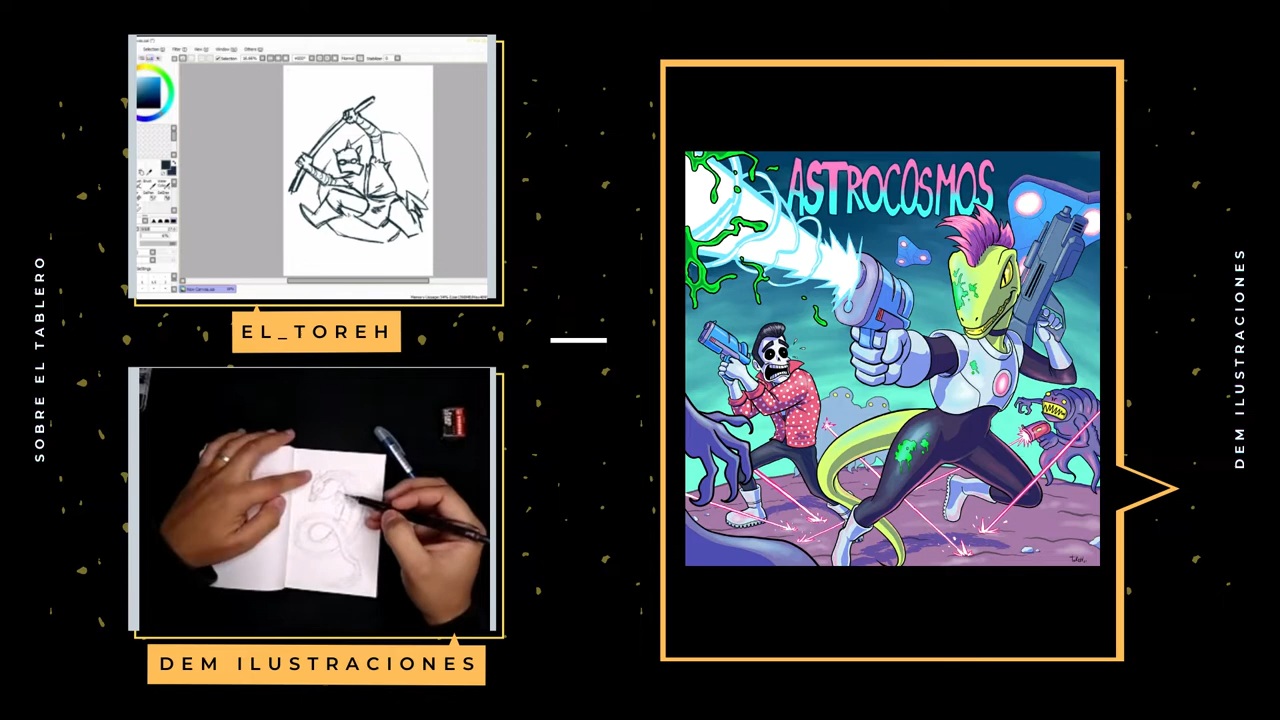 SOBRE EL TABLERO
EL_TOREH
DEM ILUSTRACIONES
ASTROCOSMOS
DEM ILUSTRACIONES